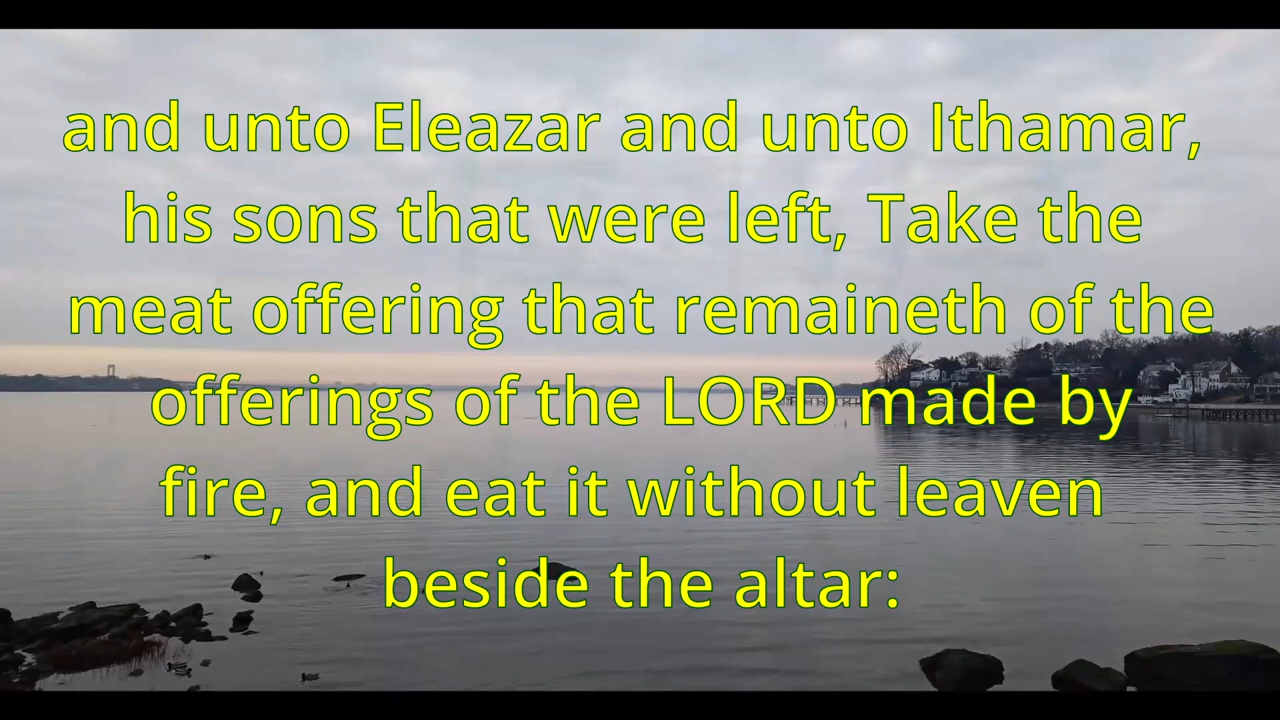 and unto Eleazar and unto Ithamar,
his sons that were left, Take the
meat offering that remaineth of the
offerings of the LORD made by
fire, and eat it without leaven
beside the altar: